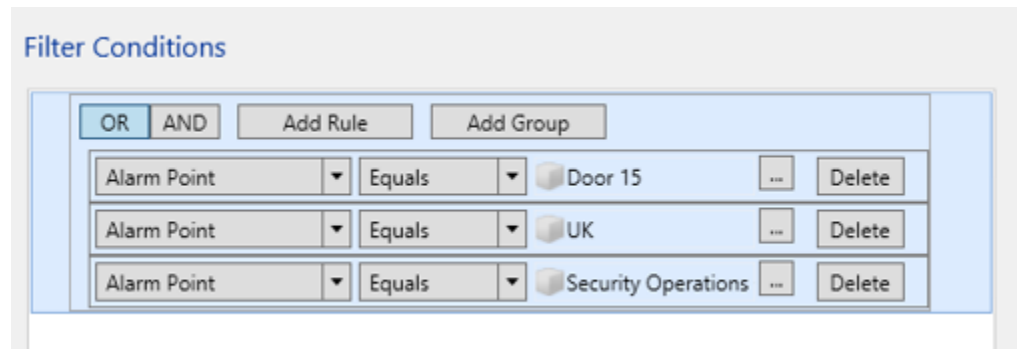 Filter Conditions
OR AND Add Rule Add Group
Alarm Point Equals Door 15 ... Delete
Alarm Point Equals UK ... Delete
Alarm Point Equals Security Operations ... Delete